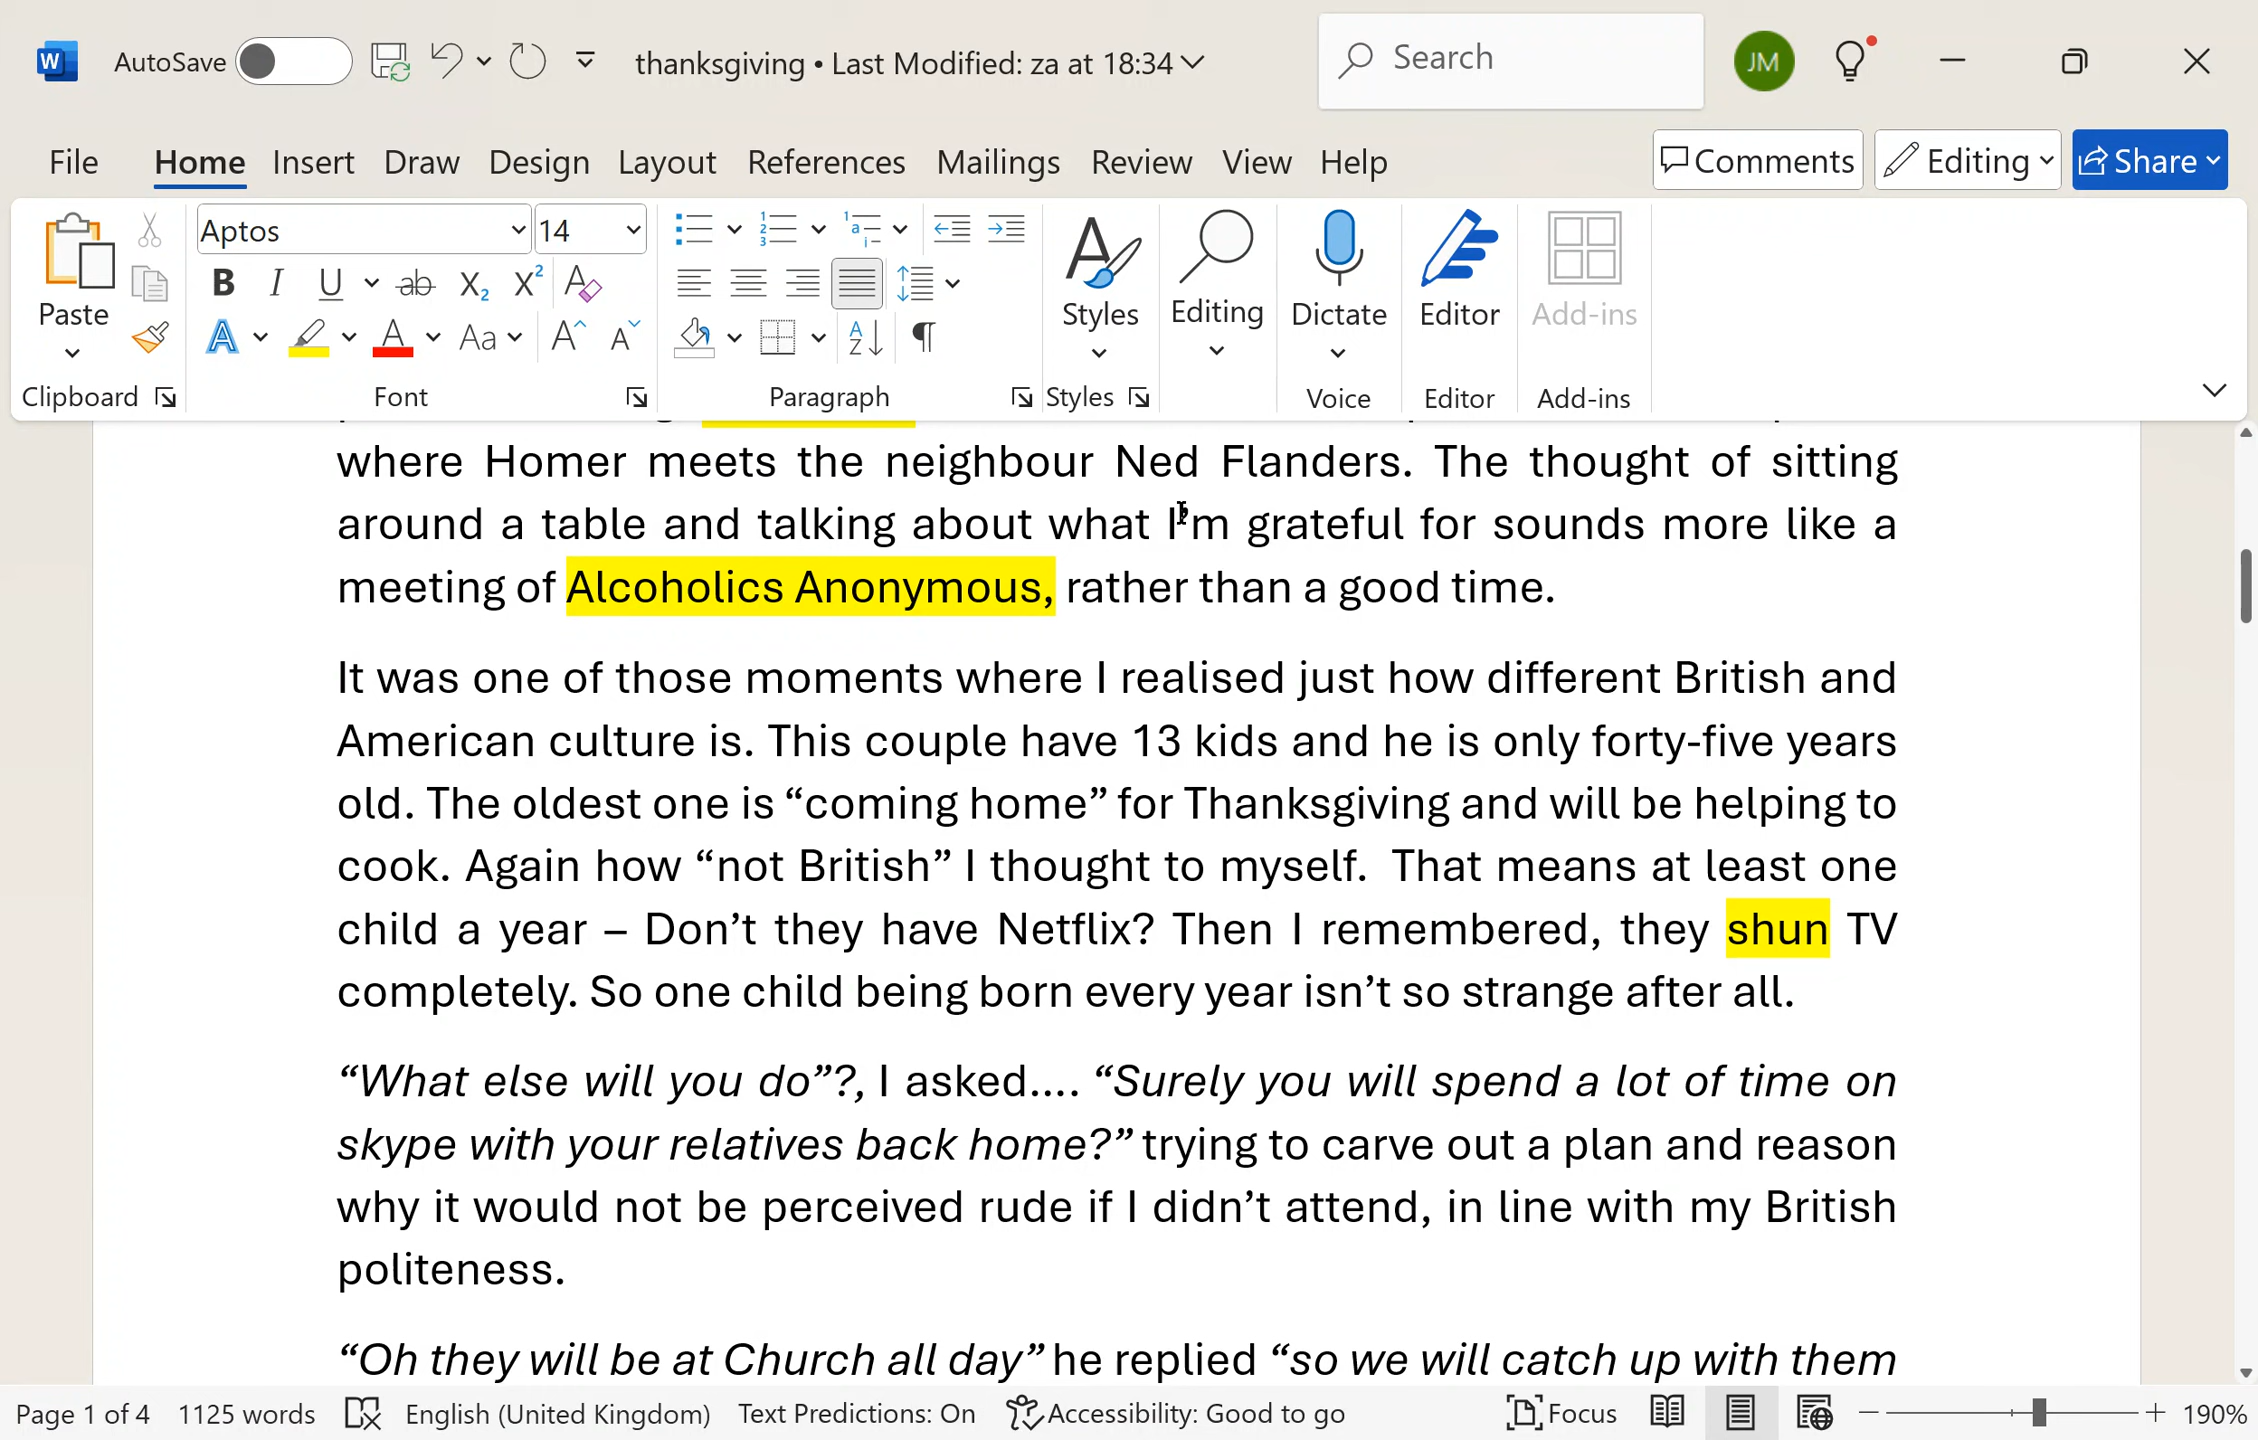 AutoSave thanksgiving • Last Modified: za at 18:34 Search JM
File Home Insert Draw Design Layout References Mailings Review View Help Comments Editing Share
Paste Aptos 14 Styles Editing Dictate Editor Add-ins
Clipboard Font Paragraph Styles Voice Editor Add-ins
where Homer meets the neighbour Ned Flanders. The thought of sitting
around a table and talking about what I’m grateful for sounds more like a
meeting of Alcoholics Anonymous, rather than a good time.
It was one of those moments where I realised just how different British and
American culture is. This couple have 13 kids and he is only forty-five years
old. The oldest one is “coming home” for Thanksgiving and will be helping to
cook. Again how “not British” I thought to myself.  That means at least one
child a year – Don’t they have Netflix? Then I remembered, they shun TV
completely. So one child being born every year isn’t so strange after all.
“What else will you do”?, I asked.... “Surely you will spend a lot of time on
skype with your relatives back home?” trying to carve out a plan and reason
why it would not be perceived rude if I didn’t attend, in line with my British
politeness.
“Oh they will be at Church all day” he replied “so we will catch up with them
Page 1 of 4 1125 words English (United Kingdom) Text Predictions: On Accessibility: Good to go Focus 190%